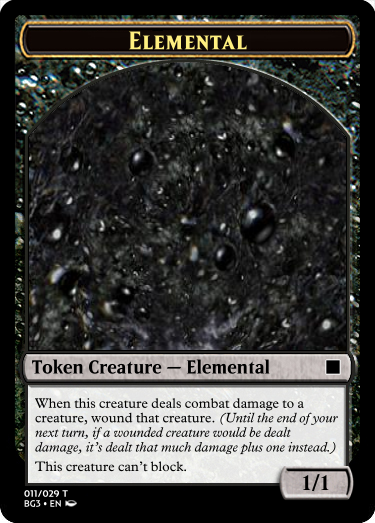 Elemental
Token Creature — Elemental
When this creature deals combat damage to a
creature, wound that creature. (Until the end of your
next turn, if a wounded creature would be dealt
damage, it's dealt that much damage plus one instead.)
This creature can't block.
1/1
011/029 T
BG3 • EN